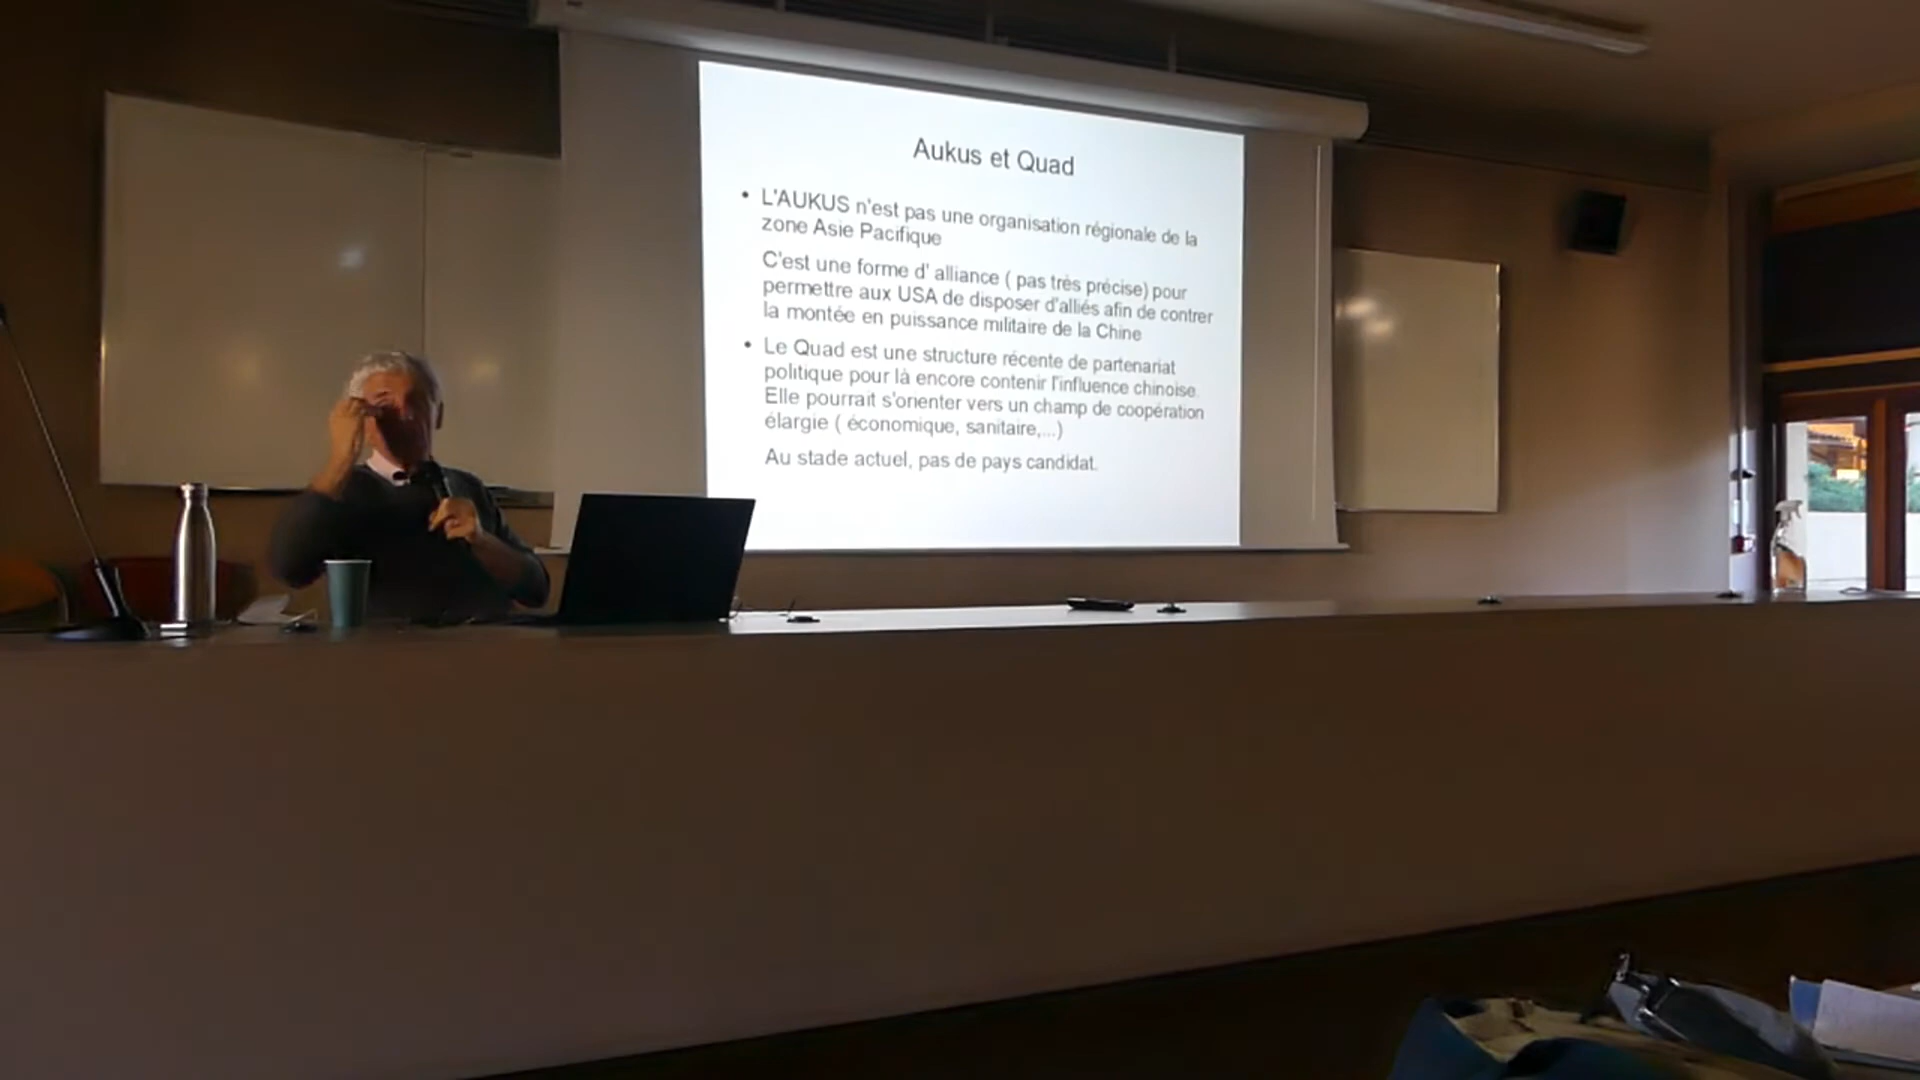 Aukus et Quad
• L'AUKUS n'est pas une organisation régionale de la
zone Asie Pacifique
C'est une forme d' alliance ( pas très précise) pour
permettre aux USA de disposer d'alliés afin de contrer
la montée en puissance militaire de la Chine
• Le Quad est une structure récente de partenariat
politique pour là encore contenir l'influence chinoise.
Elle pourrait s'orienter vers un champ de coopération
élargie ( économique, sanitaire,...)
Au stade actuel, pas de pays candidat.